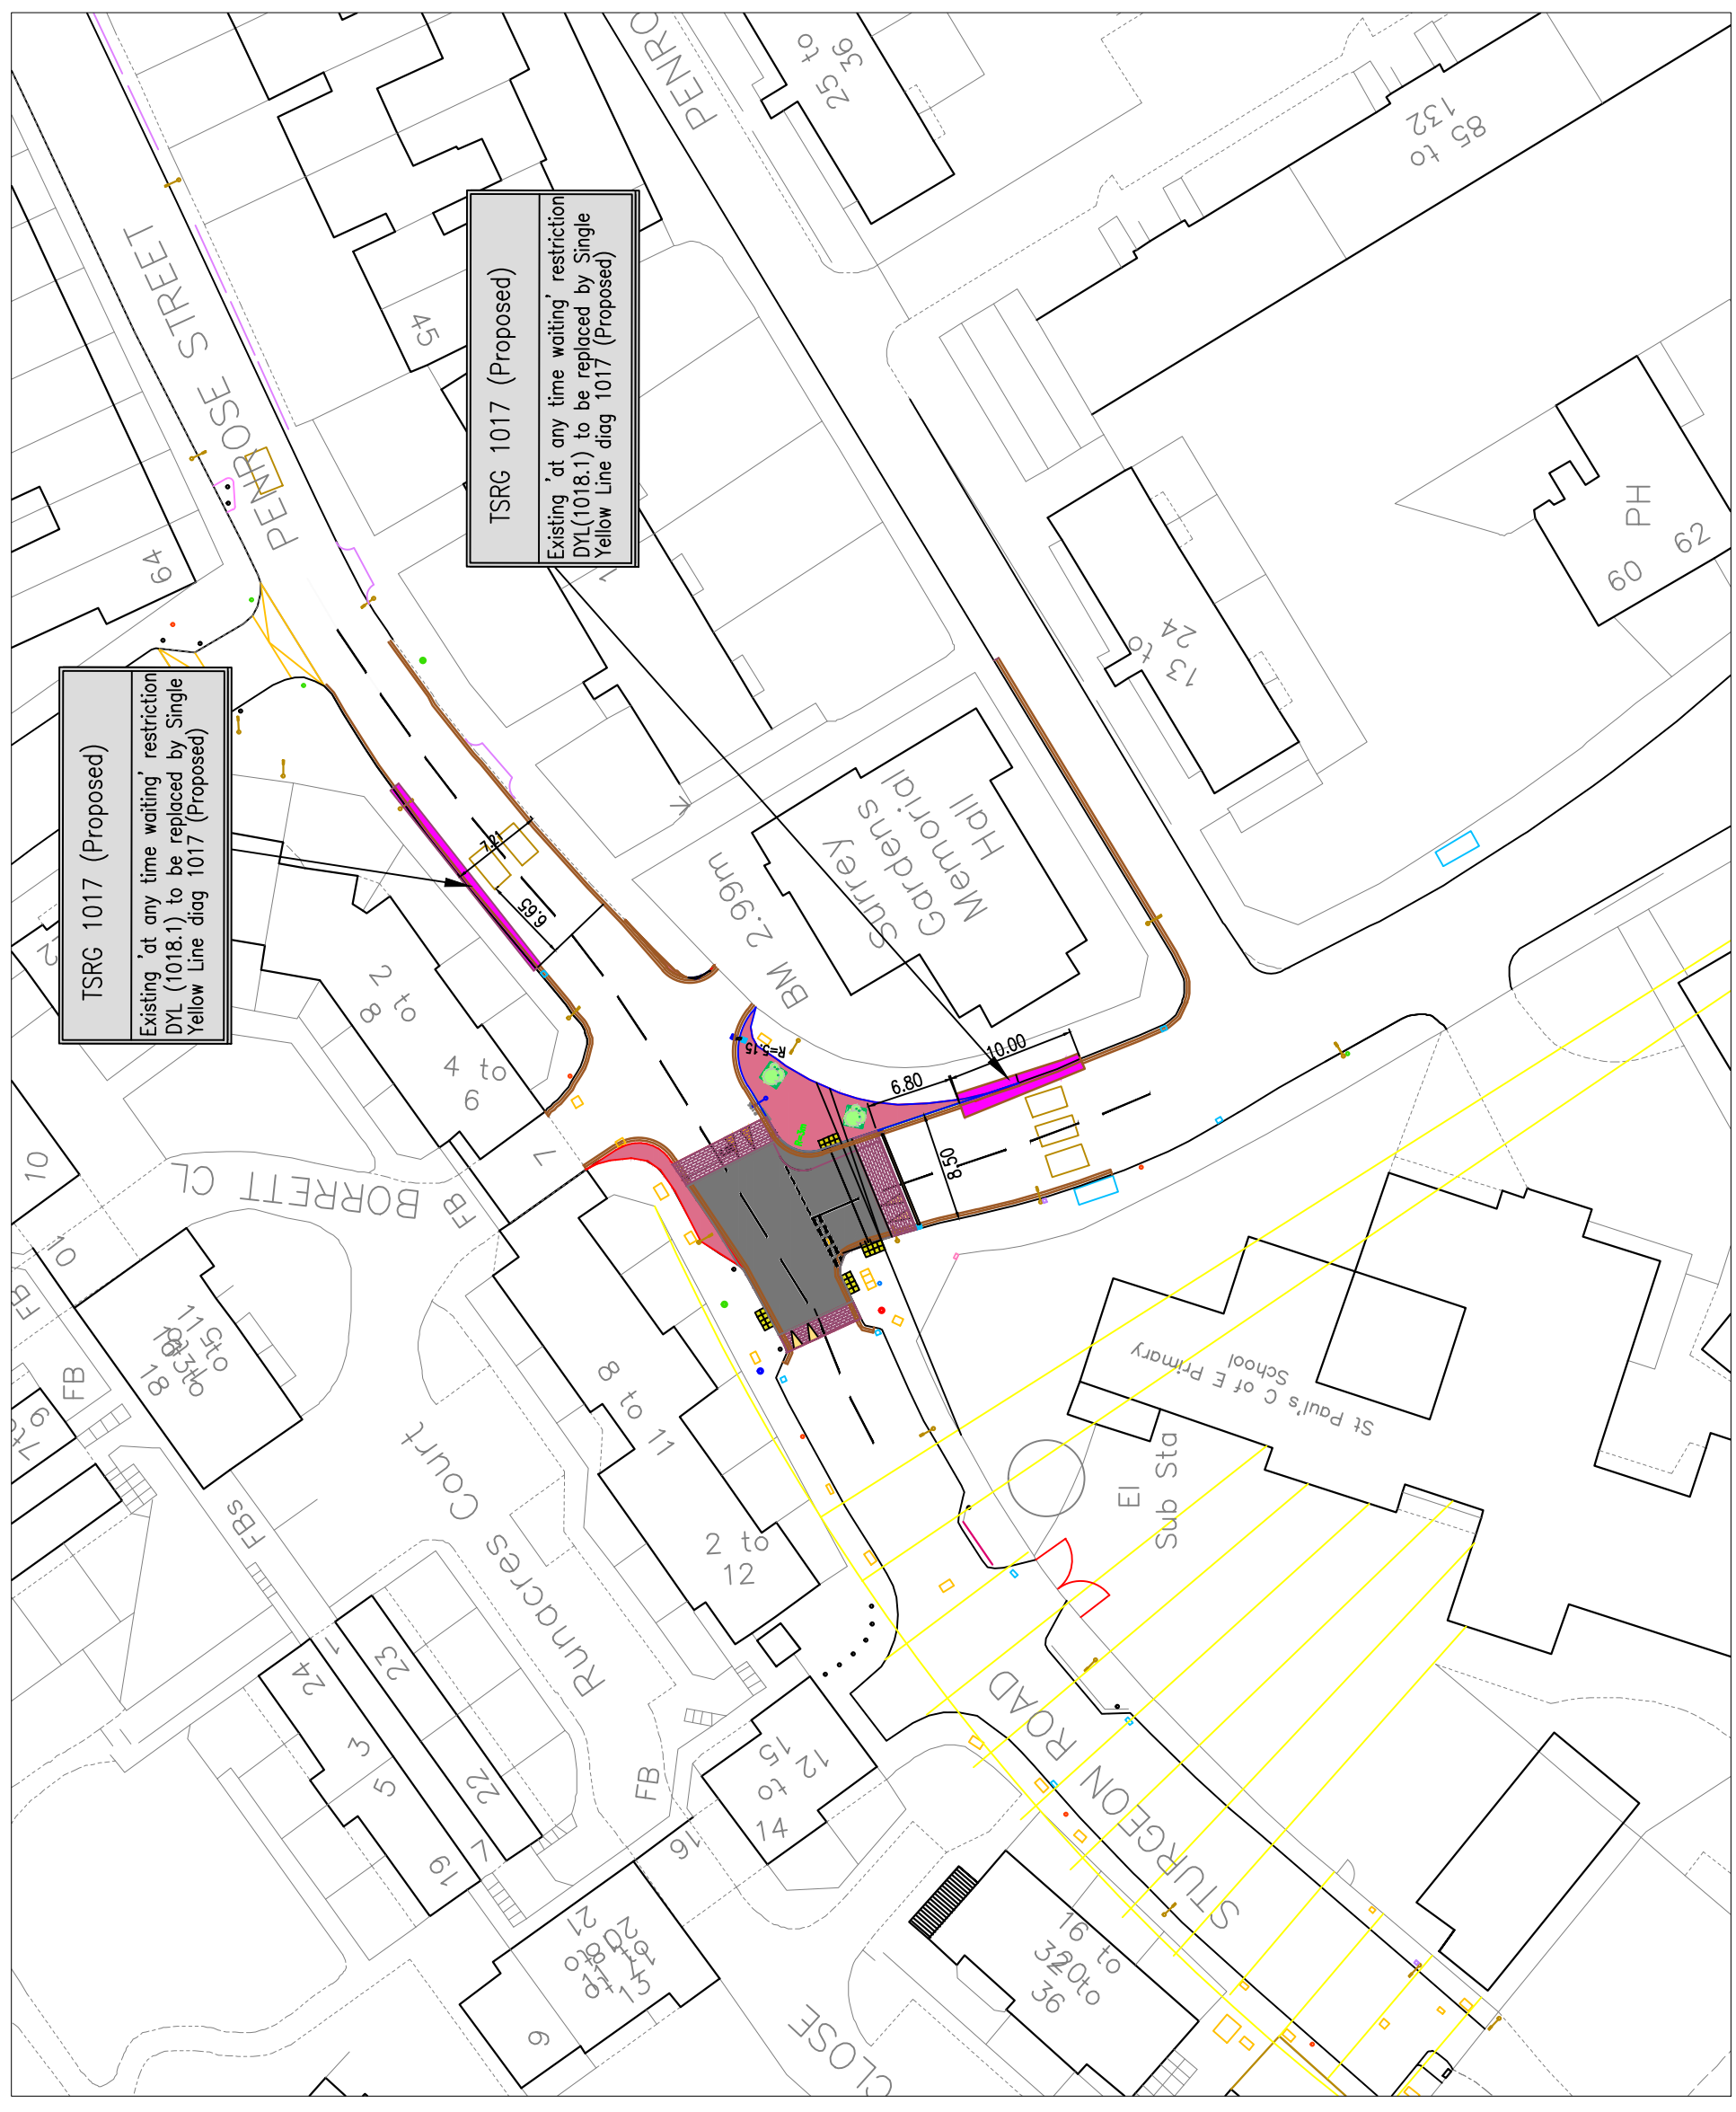 PENROSE STREET
PENRO
25 to
36
85 to
132
TSRG 1017 (Proposed)
Existing 'at any time waiting' restriction
DYL(1018.1) to be replaced by Single
Yellow Line diag 1017 (Proposed)
54
64
1
13 to
24
PH
60
62
TSRG 1017 (Proposed)
Existing 'at any time waiting' restriction
DYL (1018.1) to be replaced by Single
Yellow Line diag 1017 (Proposed)
7.21
6.65
BM 2.99m
Surrey
Gardens
Memorial
Hall
2 to
8
4 to
6
R=5.15
10.00
6.80
8.50
10
BORRETT CL
7
FB
10
FB
FB
8 to
11
St Paul's C of E Primary
School
El
Sub Sta
FBs
Runacres Court
2 to
12
1
24
23
3
5
22
19
7
FB
16
12
15
to
14
STURGEON ROAD
9
16 to
36
CLOSE